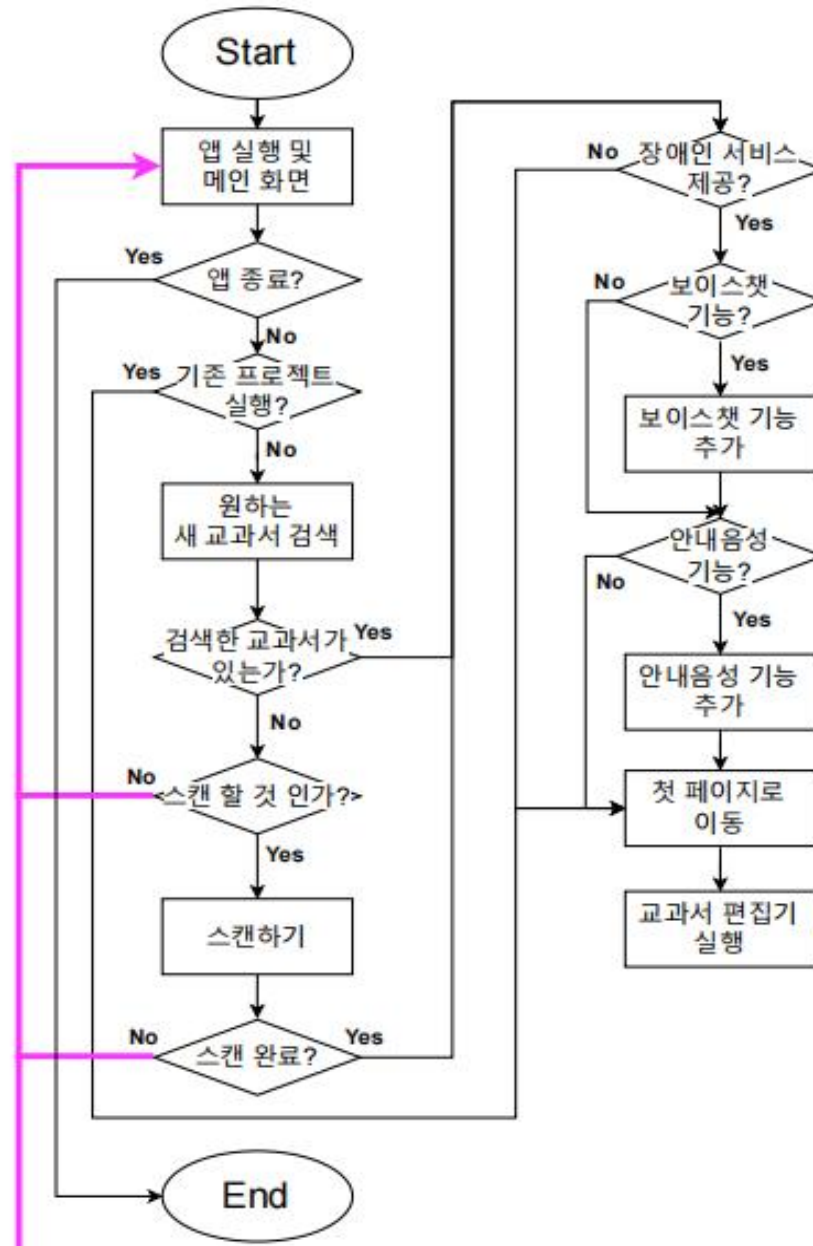 Start
앱 실행 및
메인 화면
Yes
앱 종료?
No
Yes
기존 프로젝트
실행?
No
원하는
새 교과서 검색
검색한 교과서가
있는가?
Yes
No
No
스캔 할 것 인가?
Yes
스캔하기
No
스캔 완료?
Yes
End
No
장애인 서비스
제공?
Yes
No
보이스챗
기능?
Yes
보이스챗 기능
추가
안내음성
기능?
No
Yes
안내음성 기능
추가
첫 페이지로
이동
교과서 편집기
실행